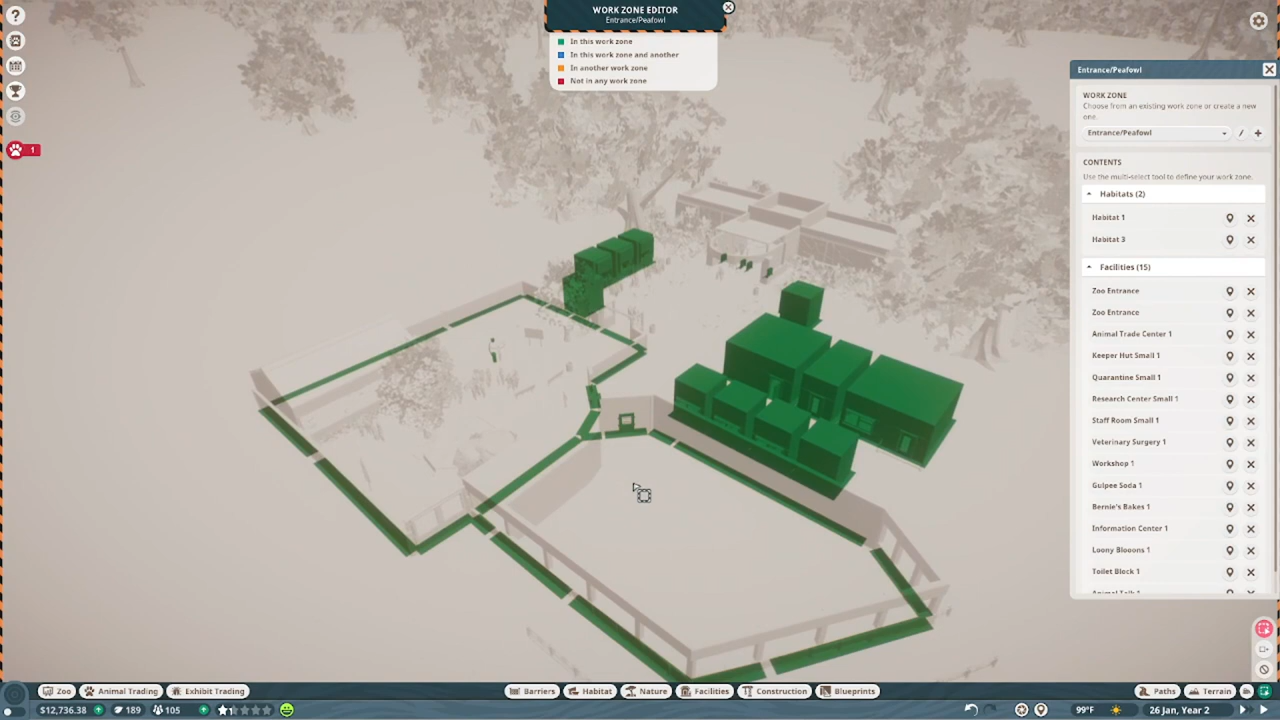 WORK ZONE EDITOR
Entrance/Peafowl
In this work zone
In this work zone and another
In another work zone
Not in any work zone
1
Entrance/Peafowl
WORK ZONE
Choose from an existing work zone or create a new
one.
Entrance/Peafowl
CONTENTS
Use the multi-select tool to define your work zone.
Habitats (2)
Habitat 1
Habitat 3
Facilities (15)
Zoo Entrance
Zoo Entrance
Animal Trade Center 1
Keeper Hut Small 1
Quarantine Small 1
Research Center Small 1
Staff Room Small 1
Veterinary Surgery 1
Workshop 1
Gulpee Soda 1
Bernie's Bakes 1
Information Center 1
Loony Blooons 1
Toilet Block 1
Animal Talk 1
Zoo
Animal Trading
Exhibit Trading
Barriers
Habitat
Nature
Facilities
Construction
Blueprints
Paths
Terrain
$12,736.38
189
105
99°F
26 Jan, Year 2